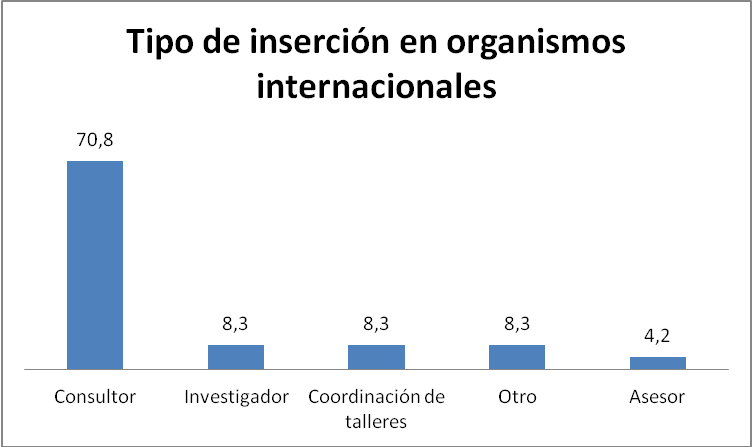 Tipo de inserción en organismos
internacionales
70,8
8,3
8,3
8,3
4,2
Consultor
Investigador
Coordinación de
talleres
Otro
Asesor